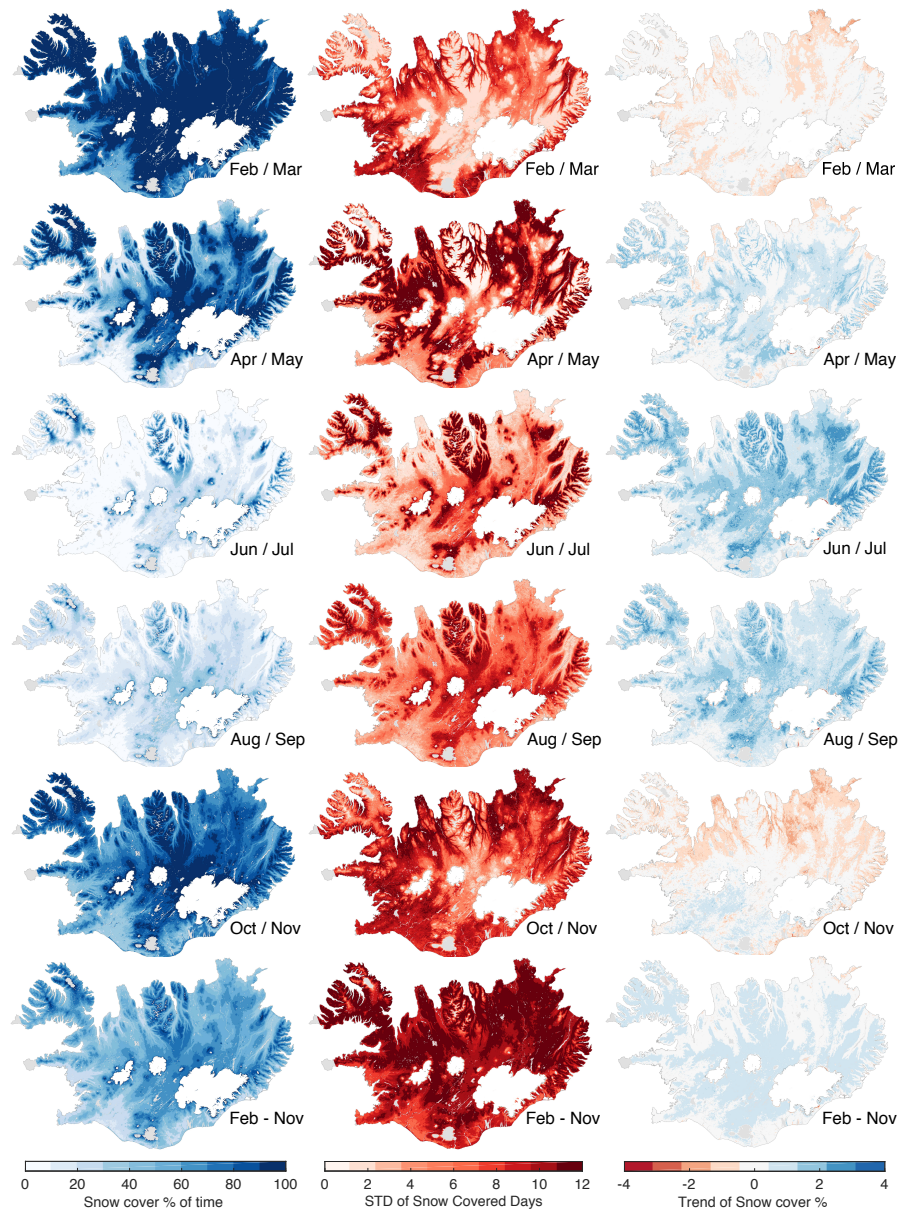 Feb / Mar
Feb / Mar
Feb / Mar
Apr / May
Apr / May
Apr / May
Jun / Jul
Jun / Jul
Jun / Jul
Aug / Sep
Aug / Sep
Aug / Sep
Oct / Nov
Oct / Nov
Oct / Nov
Feb - Nov
Feb - Nov
Feb - Nov
0 20 40 60 80 100
Snow cover % of time
0 2 4 6 8 10 12
STD of Snow Covered Days
-4 -2 0 2 4
Trend of Snow cover %